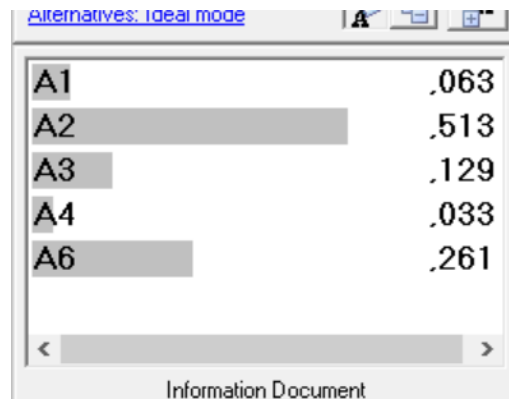 Alternatives: Ideal mode
A1 ,063
A2 ,513
A3 ,129
A4 ,033
A6 ,261
Information Document